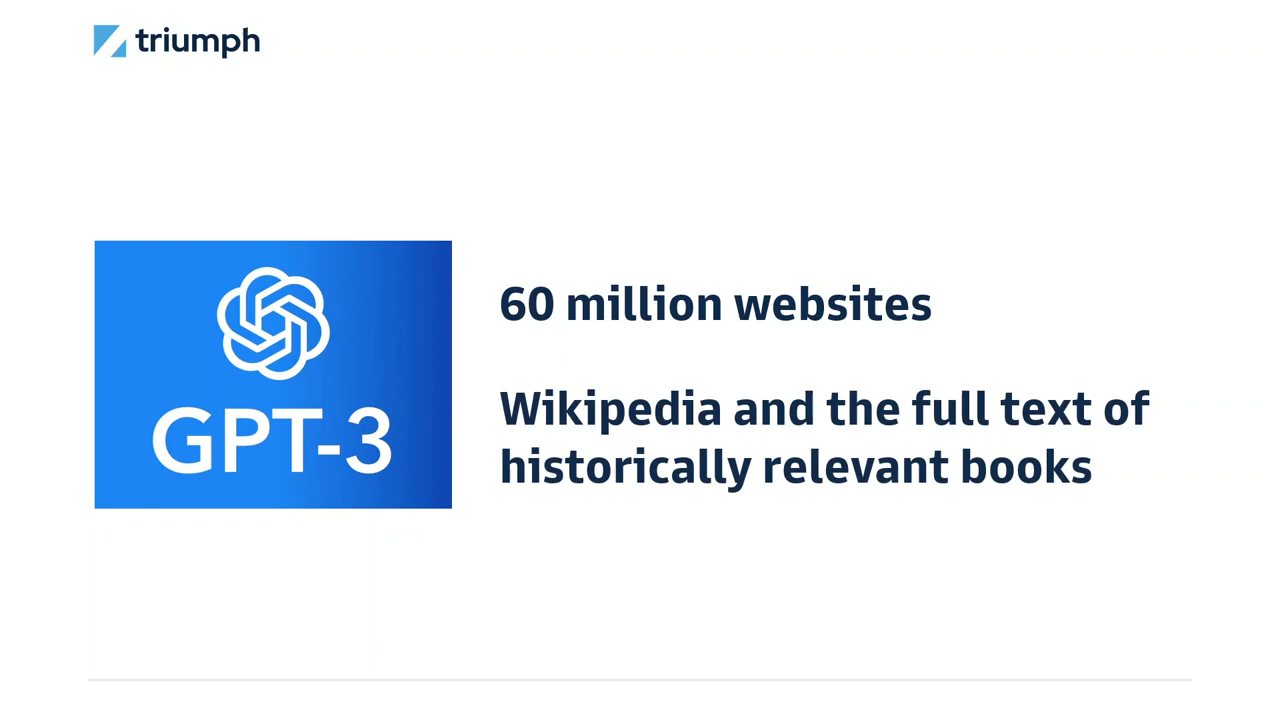 triumph
GPT-3
60 million websites
Wikipedia and the full text of
historically relevant books